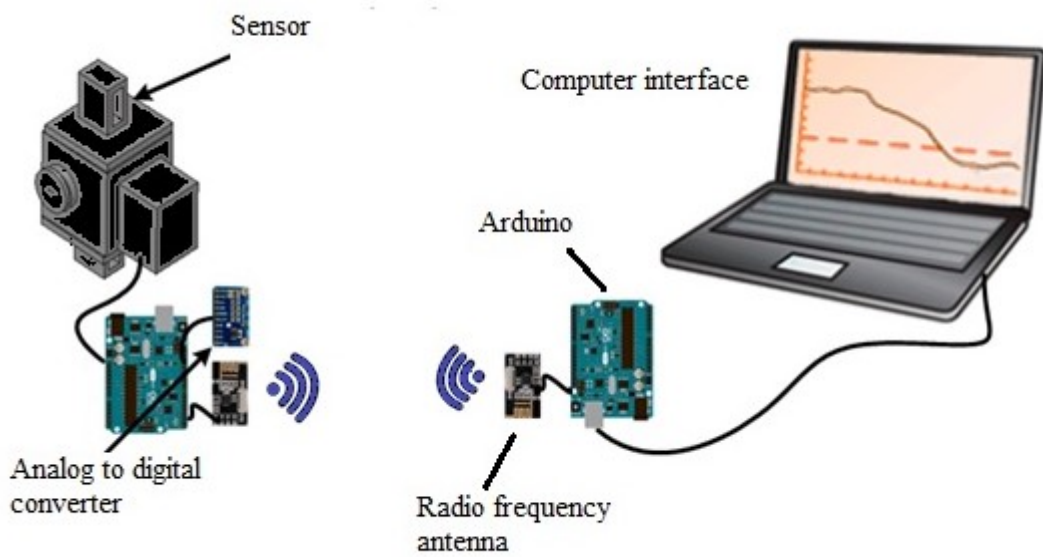 Sensor
Computer interface
Arduino
Analog to digital
converter
Radio frequency
antenna